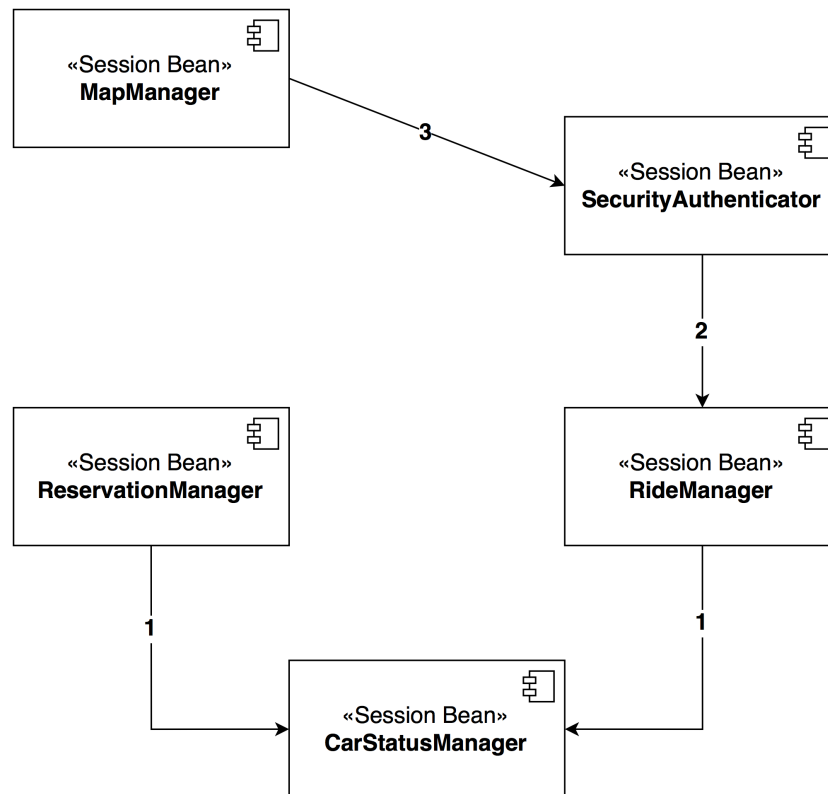 «Session Bean»
MapManager
3
«Session Bean»
SecurityAuthenticator
2
«Session Bean»
ReservationManager
«Session Bean»
RideManager
1
1
«Session Bean»
CarStatusManager